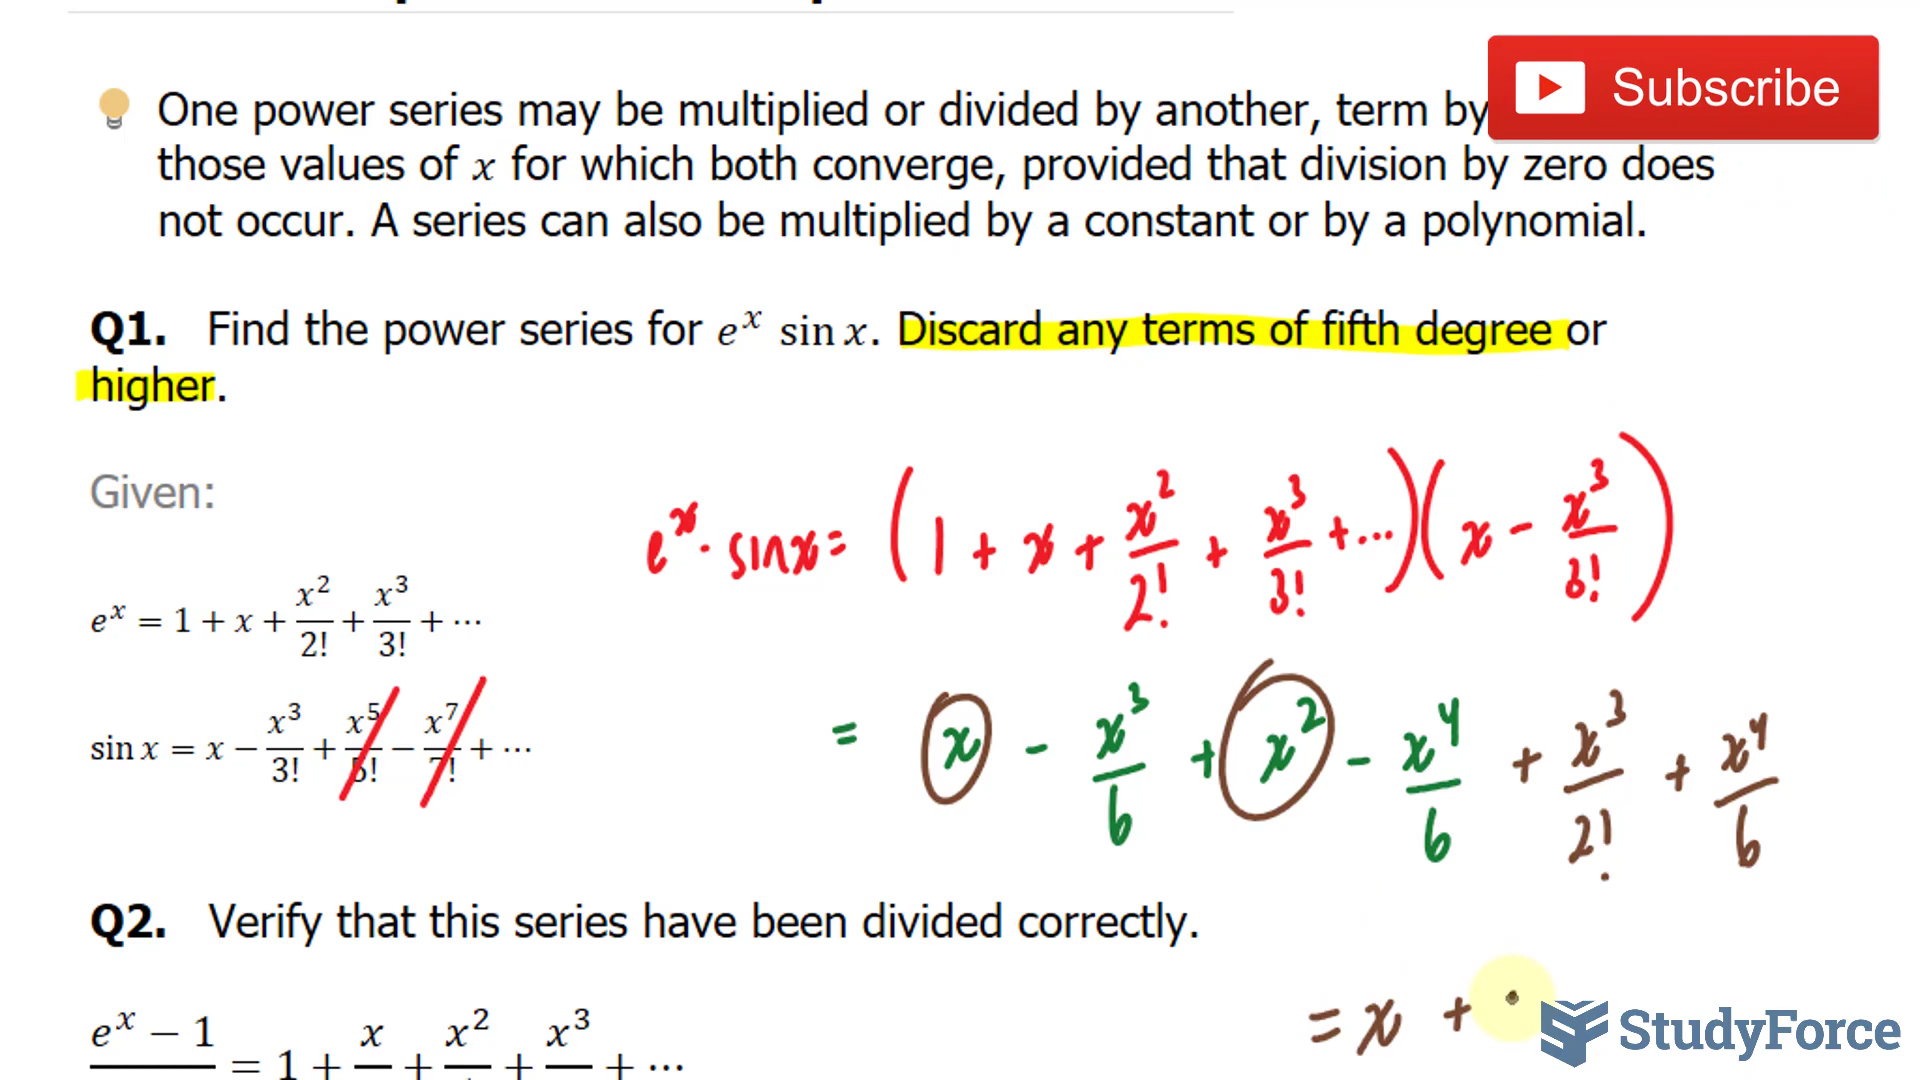 Subscribe
One power series may be multiplied or divided by another, term by
those values of x for which both converge, provided that division by zero does
not occur. A series can also be multiplied by a constant or by a polynomial.
Q1. Find the power series for e^x sin x. Discard any terms of fifth degree or
higher.
Given:
e^x · sinx = (1 + x + x^2/2! + x^3/3! + ...)(x - x^3/3!)
e^x = 1 + x + x^2/2! + x^3/3! + ⋯
sin x = x − x^3/3! + x^5/5! − x^7/7! + ⋯
= x - x^3/6 + x^2 - x^4/6 + x^3/2! + x^4/6
Q2. Verify that this series have been divided correctly.
= x +
e^x − 1 = 1 + x + x^2 + x^3 + ⋯
StudyForce